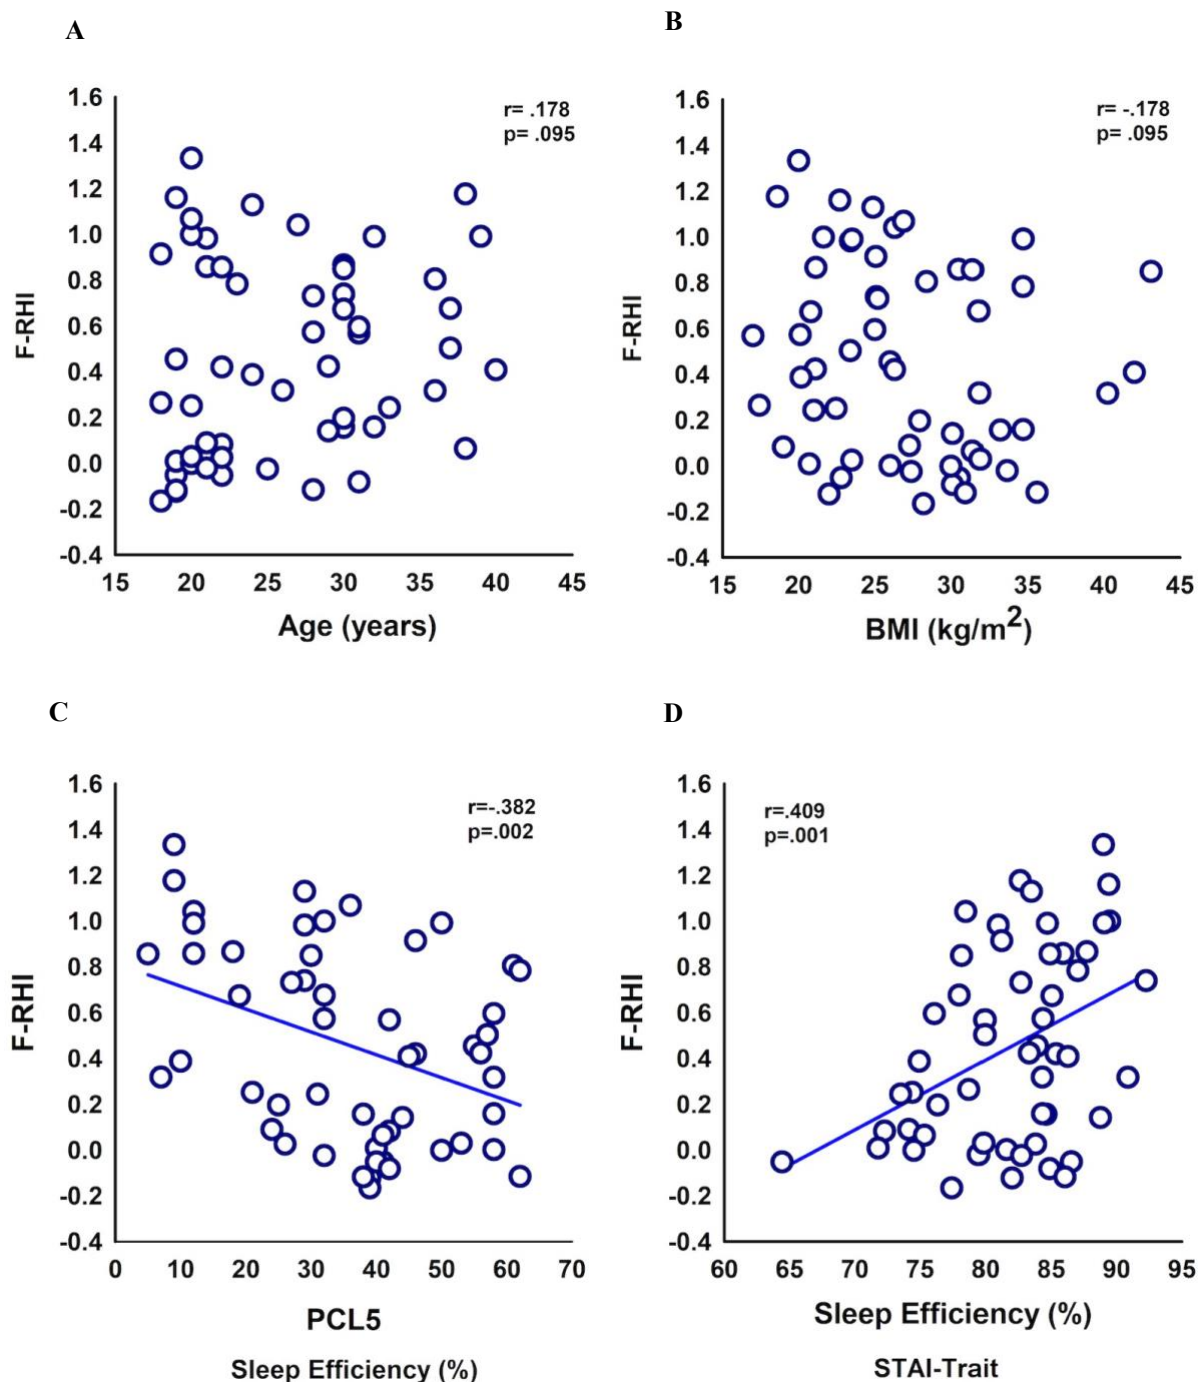 A
1.6
1.4
1.2
1.0
0.8
0.6
0.4
0.2
0.0
-0.2
-0.4
F-RHI
r= .178
p= .095
15 20 25 30 35 40 45
Age (years)
B
1.6
1.4
1.2
1.0
0.8
0.6
0.4
0.2
0.0
-0.2
-0.4
F-RHI
r= -.178
p= .095
15 20 25 30 35 40 45
BMI (kg/m²)
C
1.6
1.4
1.2
1.0
0.8
0.6
0.4
0.2
0.0
-0.2
-0.4
F-RHI
r=-.382
p=.002
0 10 20 30 40 50 60 70
PCL5
Sleep Efficiency (%)
D
1.6
1.4
1.2
1.0
0.8
0.6
0.4
0.2
0.0
-0.2
-0.4
F-RHI
r=.409
p=.001
60 65 70 75 80 85 90 95
Sleep Efficiency (%)
STAI-Trait